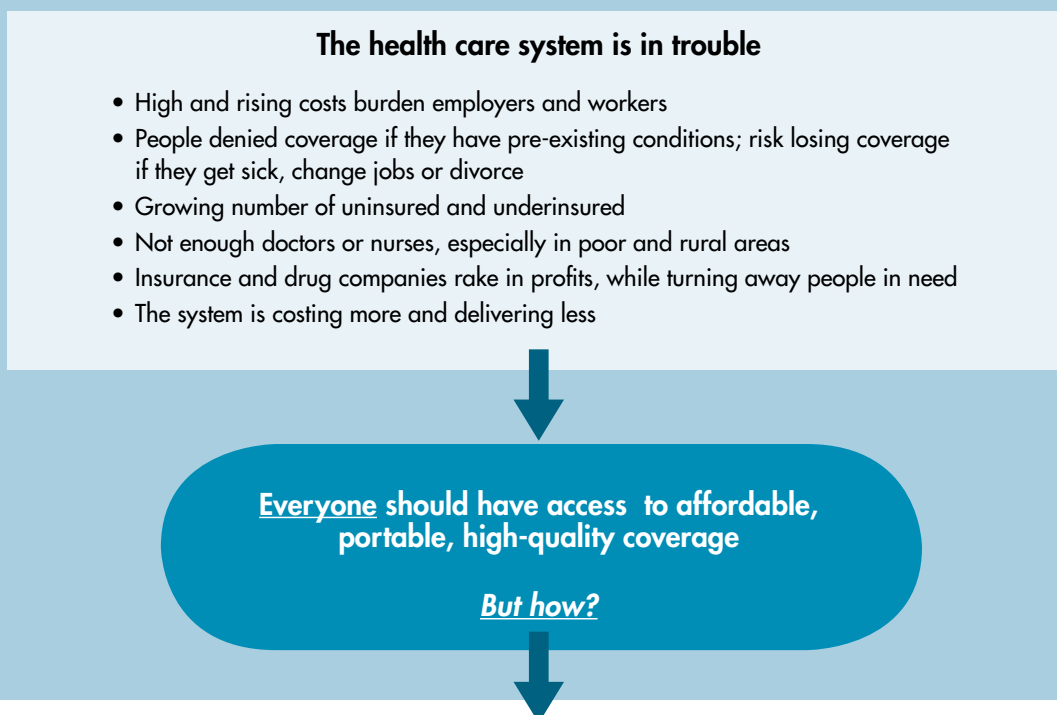 The health care system is in trouble
• High and rising costs burden employers and workers
• People denied coverage if they have pre-existing conditions; risk losing coverage
if they get sick, change jobs or divorce
• Growing number of uninsured and underinsured
• Not enough doctors or nurses, especially in poor and rural areas
• Insurance and drug companies rake in profits, while turning away people in need
• The system is costing more and delivering less
Everyone should have access to affordable,
portable, high-quality coverage
But how?